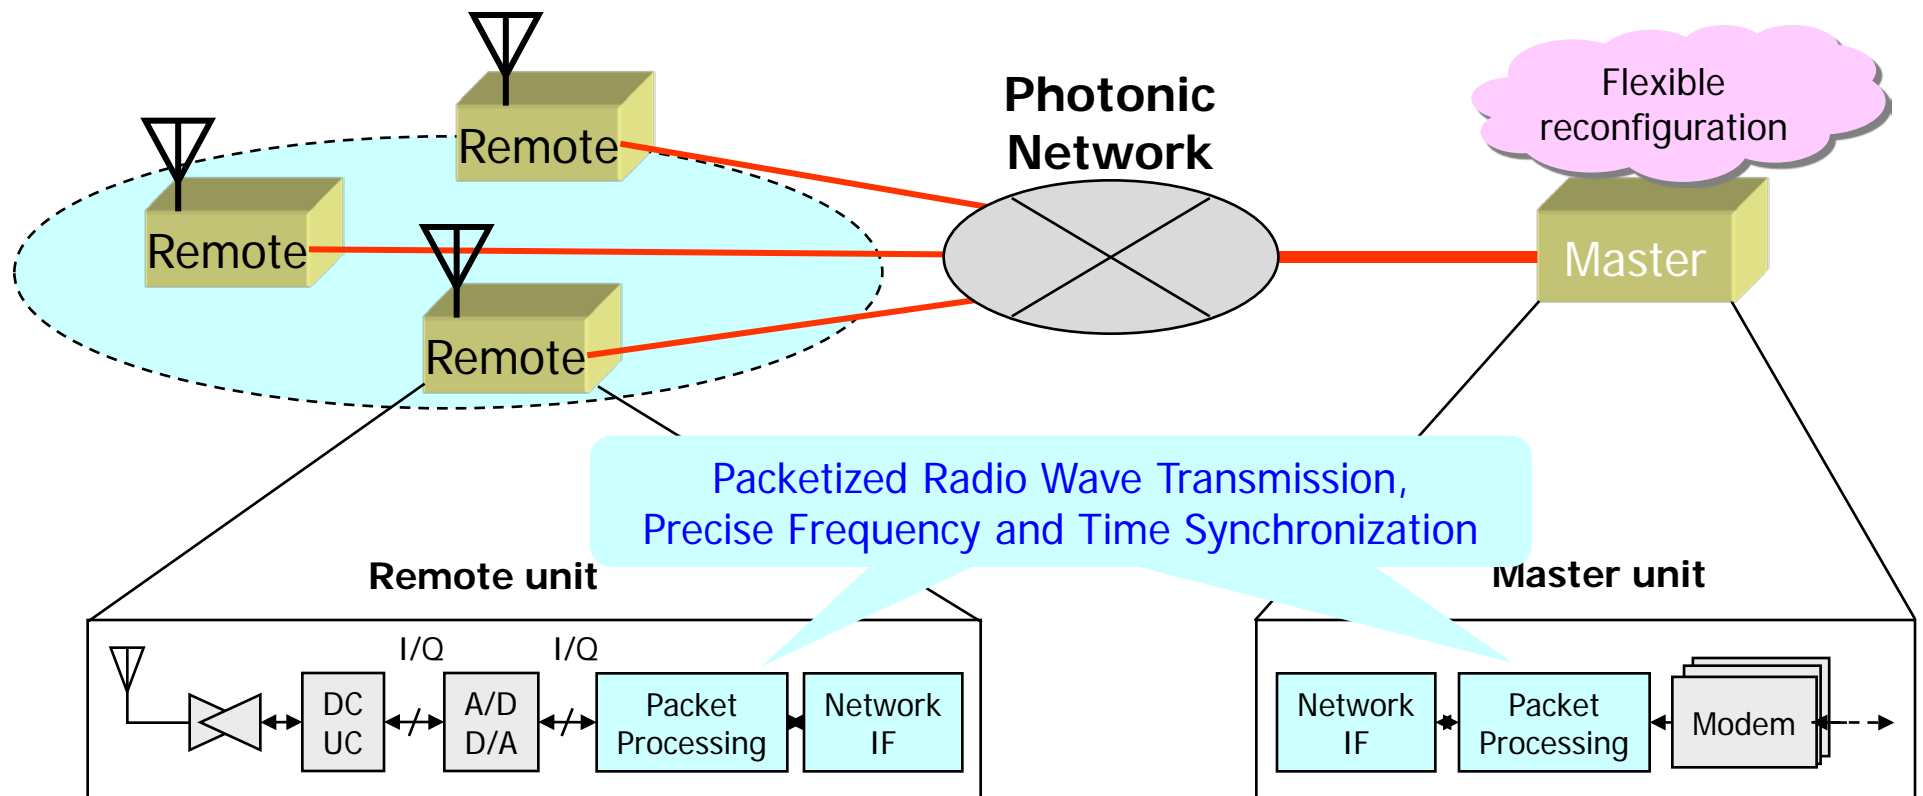 Photonic
Network
Flexible
reconfiguration
Remote
Remote
Remote
Master
Packetized Radio Wave Transmission,
Precise Frequency and Time Synchronization
Remote unit
Master unit
I/Q
I/Q
DC
UC
A/D
D/A
Packet
Processing
Network
IF
Network
IF
Packet
Processing
Modem